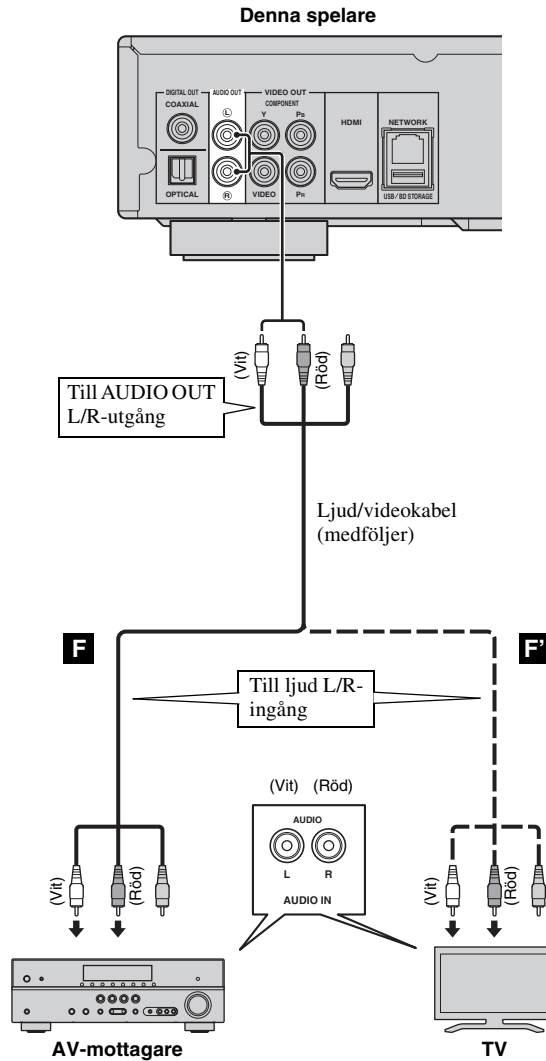 Denna spelare
DIGITAL OUT
AUDIO OUT
VIDEO OUT
COAXIAL
L
COMPONENT
Y
PB
HDMI
NETWORK
OPTICAL
R
VIDEO
PR
USB/BD STORAGE
(Vit)
(Röd)
Till AUDIO OUT
L/R-utgång
Ljud/videokabel
(medföljer)
F
F'
Till ljud L/R-
ingång
(Vit) (Röd)
AUDIO
L R
AUDIO IN
(Vit)
(Röd)
(Vit)
(Röd)
AV-mottagare
TV